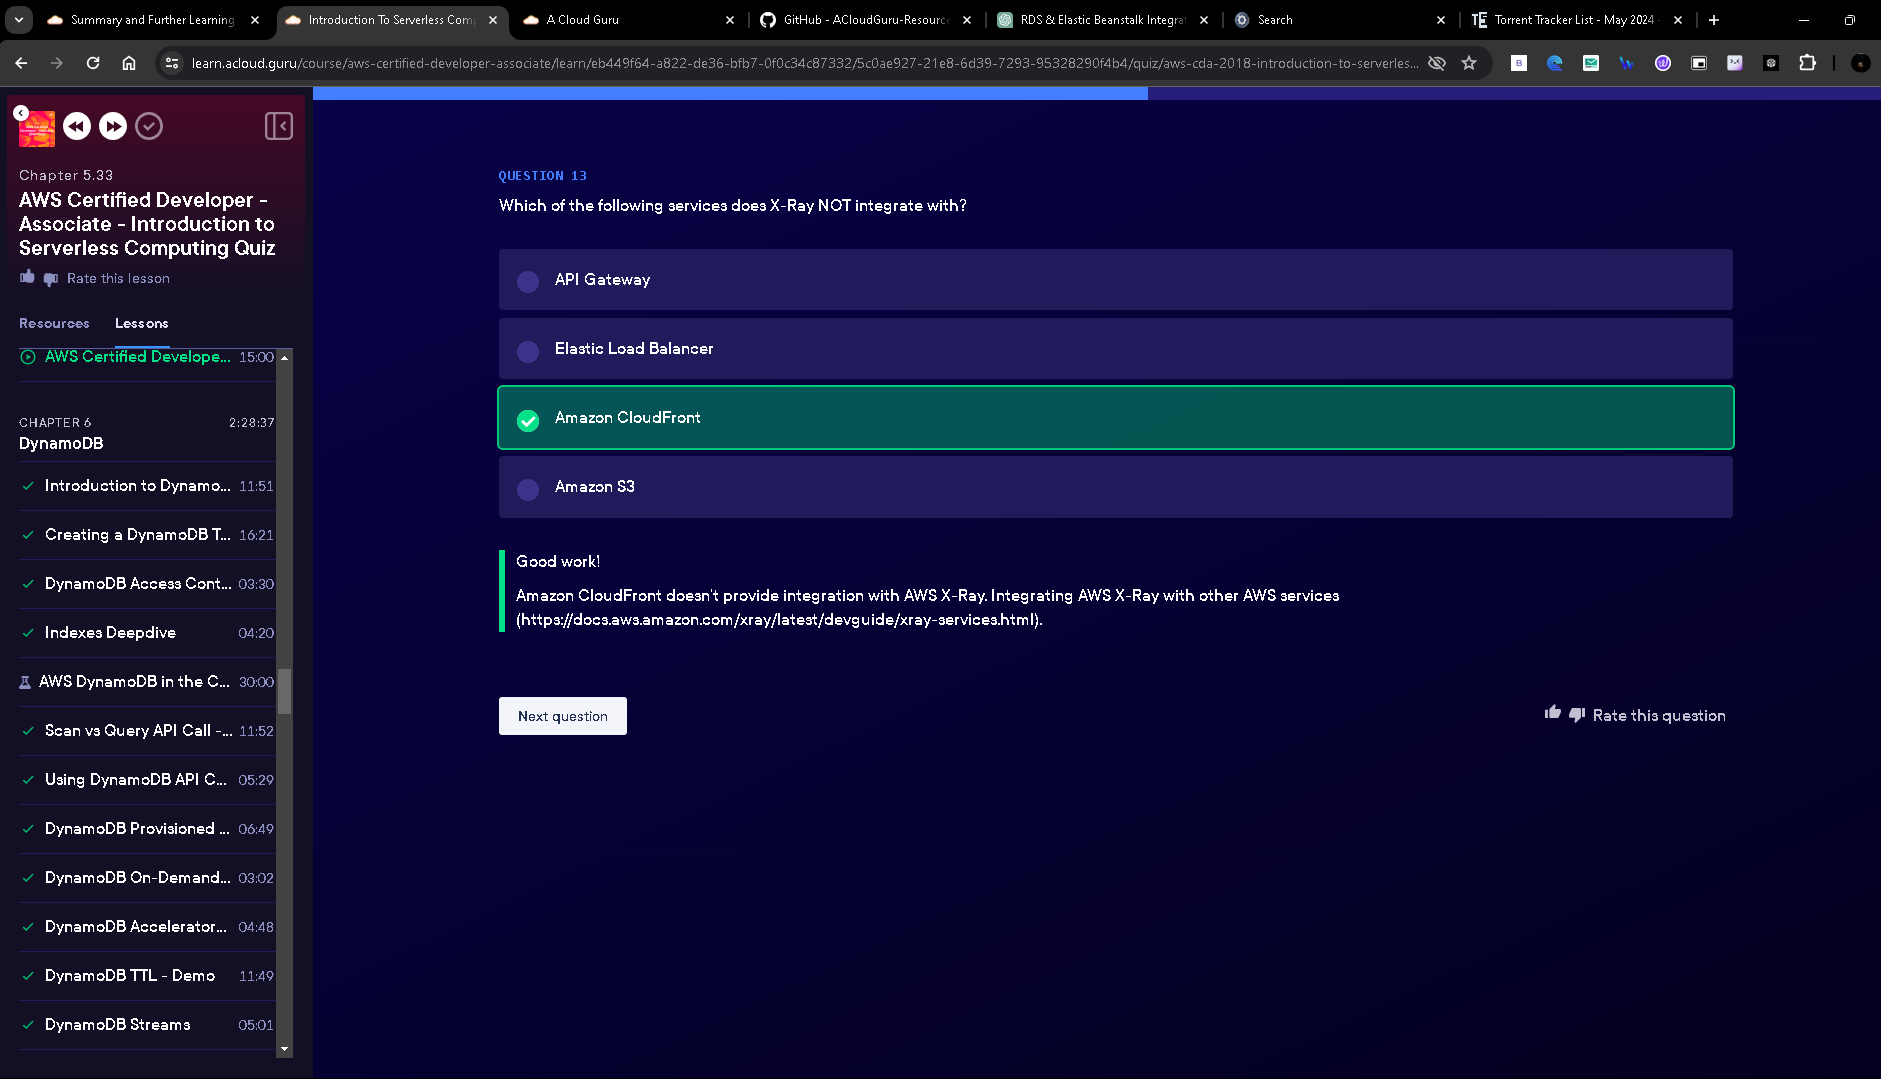 Summary and Further Learning
Introduction To Serverless Comp
A Cloud Guru
GitHub - ACloudGuru-Resource
RDS & Elastic Beanstalk Integrat
Search
Torrent Tracker List - May 2024 -
learn.acloud.guru/course/aws-certified-developer-associate/learn/eb449f64-a822-de36-bfb7-0f0c34c87332/5c0ae927-21e8-6d39-7293-95328290f4b4/quiz/aws-cda-2018-introduction-to-serverles...
Chapter 5.33
AWS Certified Developer -
Associate - Introduction to
Serverless Computing Quiz
Rate this lesson
Resources Lessons
AWS Certified Develope... 15:00
CHAPTER 6 2:28:37
DynamoDB
Introduction to Dynamo... 11:51
Creating a DynamoDB T... 16:21
DynamoDB Access Cont... 03:30
Indexes Deepdive 04:20
AWS DynamoDB in the C... 30:00
Scan vs Query API Call -... 11:52
Using DynamoDB API C... 05:29
DynamoDB Provisioned ... 06:49
DynamoDB On-Demand... 03:02
DynamoDB Accelerator... 04:48
DynamoDB TTL - Demo 11:49
DynamoDB Streams 05:01
QUESTION 13
Which of the following services does X-Ray NOT integrate with?
API Gateway
Elastic Load Balancer
Amazon CloudFront
Amazon S3
Good work!
Amazon CloudFront doesn't provide integration with AWS X-Ray. Integrating AWS X-Ray with other AWS services
(https://docs.aws.amazon.com/xray/latest/devguide/xray-services.html).
Next question
Rate this question